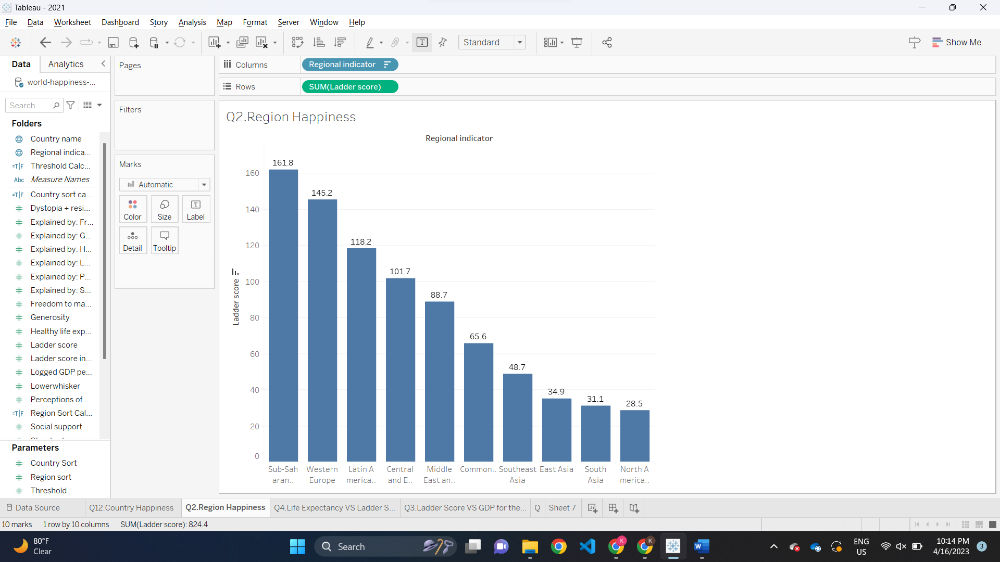 Tableau - 2021
File Data Worksheet Dashboard Story Analysis Map Format Server Window Help
Standard
Show Me
Data Analytics
world-happiness-...
Search
Folders
Country name
Regional indica...
=T|F Threshold Calc...
Abc Measure Names
=T|F Country sort ca...
# Dystopia + resi...
# Explained by: Fr...
# Explained by: G...
# Explained by: H...
# Explained by: L...
# Explained by: P...
# Explained by: S...
# Freedom to ma...
# Generosity
# Healthy life exp...
# Ladder score
# Ladder score in...
# Logged GDP pe...
# Lowerwhisker
# Perceptions of ...
=T|F Region Sort Cal...
# Social support
Parameters
# Country Sort
# Region sort
# Threshold
Pages
Filters
Marks
Automatic
Color Size Label
Detail Tooltip
Columns Regional indicator
Rows SUM(Ladder score)
Q2.Region Happiness
Regional indicator
Ladder score
160
140
120
100
80
60
40
20
0
161.8
145.2
118.2
101.7
88.7
65.6
48.7
34.9
31.1
28.5
Sub-Sah
aran..
Western
Europe
Latin A
merica..
Central
and E..
Middle
East an..
Common..
Southeast
Asia
East Asia
South
Asia
North A
merica..
Data Source Q12.Country Happiness Q2.Region Happiness Q4.Life Expectancy VS Ladder S... Q3.Ladder Score VS GDP for the... Q Sheet 7
10 marks 1 row by 10 columns SUM(Ladder score): 824.4
80°F
Clear
Search
K
K
ENG
US
10:14 PM
4/16/2023
3